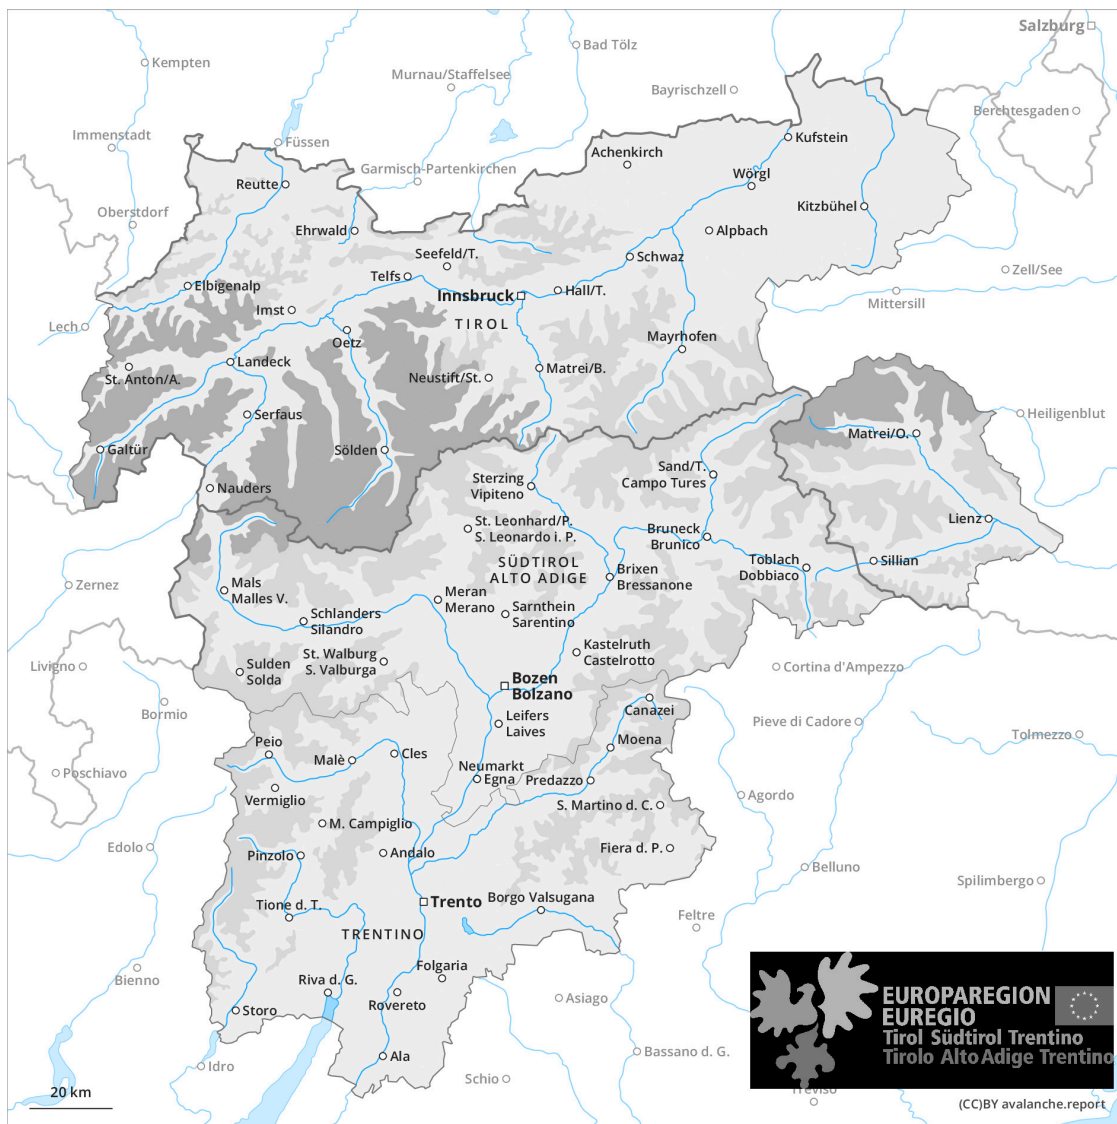 Salzburg
Bad Tölz
Kempten
Murnau/Staffelsee
Bayrischzell
Berchtesgaden
Immenstadt
Füssen
Kufstein
Achenkirch
Garmisch-Partenkirchen
Wörgl
Reutte
Oberstdorf
Kitzbühel
Ehrwald
Alpbach
Seefeld/T.
Schwaz
Telfs
Zell/See
Elbigenalp
Hall/T.
Innsbruck
Mittersill
Imst
Lech
TIROL
Oetz
Mayrhofen
Landeck
Matrei/B.
St. Anton/A.
Neustift/St.
Serfaus
Heiligenblut
Matrei/O.
Galtür
Sölden
Sand/T.
Campo Tures
Sterzing
Vipiteno
Nauders
Lienz
St. Leonhard/P.
S. Leonardo i. P.
Bruneck
Brunico
SÜDTIROL
ALTO ADIGE
Toblach
Dobbiaco
Sillian
Brixen
Bressanone
Zernez
Mals
Malles V.
Meran
Merano
Schlanders
Silandro
Sarnthein
Sarentino
Kastelruth
Castelrotto
St. Walburg
S. Valburga
Livigno
Sulden
Solda
Cortina d'Ampezzo
Bozen
Bolzano
Canazei
Bormio
Leifers
Laives
Pieve di Cadore
Moena
Tolmezzo
Peio
Cles
Malè
Neumarkt
Egna
Poschiavo
Predazzo
Vermiglio
Agordo
S. Martino d. C.
M. Campiglio
Edolo
Pinzolo
Andalo
Fiera d. P.
Belluno
Spilimbergo
Borgo Valsugana
Trento
Tione d. T.
Feltre
TRENTINO
Bienno
Folgaria
Riva d. G.
Rovereto
Asiago
Storo
EUROPAREGION
EUREGIO
Tirol Südtirol Trentino
Tirolo Alto Adige Trentino
Ala
Bassano d. G.
Idro
Schio
Treviso
20 km
(CC)BY avalanche.report